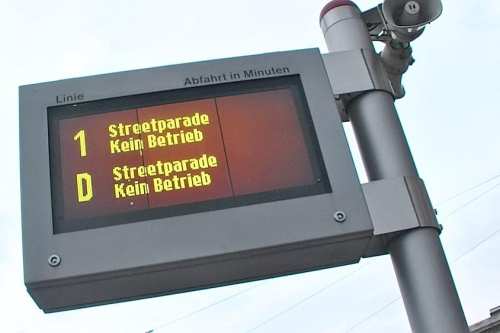 Linie Abfahrt in Minuten
1 Streetparade
Kein Betrieb
D Streetparade
Kein Betrieb